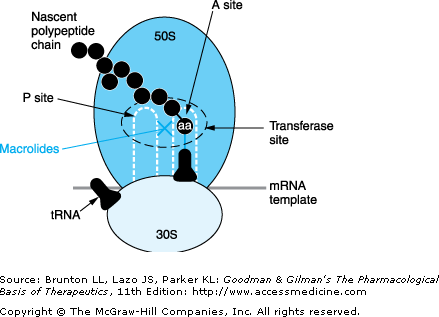 A site
Nascent
polypeptide
chain
50S
P site
aa
Transferase
site
Macrolides
mRNA
template
tRNA
30S
Source: Brunton LL, Lazo JS, Parker KL: Goodman & Gilman's The Pharmacological
Basis of Therapeutics, 11th Edition: http://www.accessmedicine.com
Copyright © The McGraw-Hill Companies, Inc. All rights reserved.